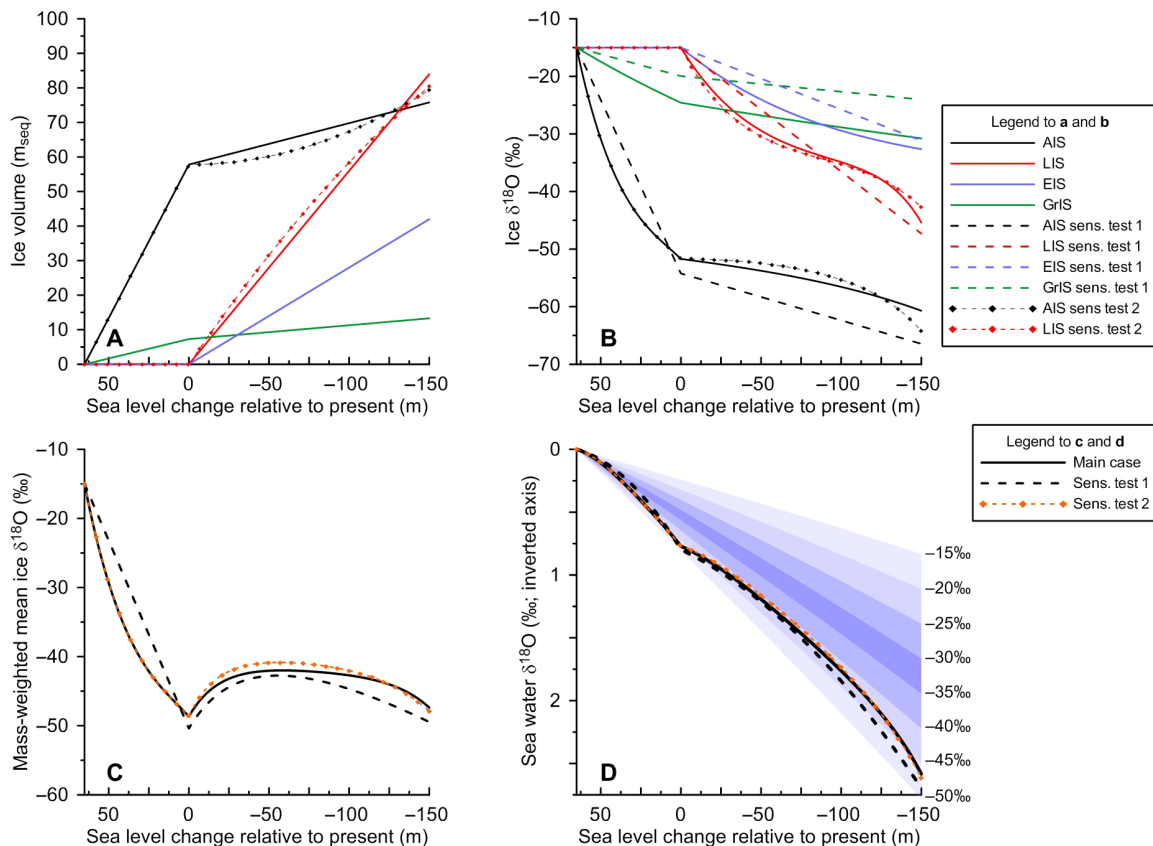 100
90
80
70
60
50
40
30
20
10
0
Ice volume (mseq)
A
50 0 –50 –100 –150
Sea level change relative to present (m)
–10
–20
–30
–40
–50
–60
–70
Ice δ18O (‰)
B
50 0 –50 –100 –150
Sea level change relative to present (m)
Legend to a and b
AIS
LIS
EIS
GrIS
AIS sens. test 1
LIS sens. test 1
EIS sens. test 1
GrIS sens. test 1
AIS sens test 2
LIS sens. test 2
–10
–20
–30
–40
–50
–60
Mass-weighted mean ice δ18O (‰)
C
50 0 –50 –100 –150
Sea level change relative to present (m)
0
1
2
Sea water δ18O (‰; inverted axis)
D
–15‰
–20‰
–25‰
–30‰
–35‰
–40‰
–45‰
–50‰
50 0 –50 –100 –150
Sea level change relative to present (m)
Legend to c and d
Main case
Sens. test 1
Sens. test 2